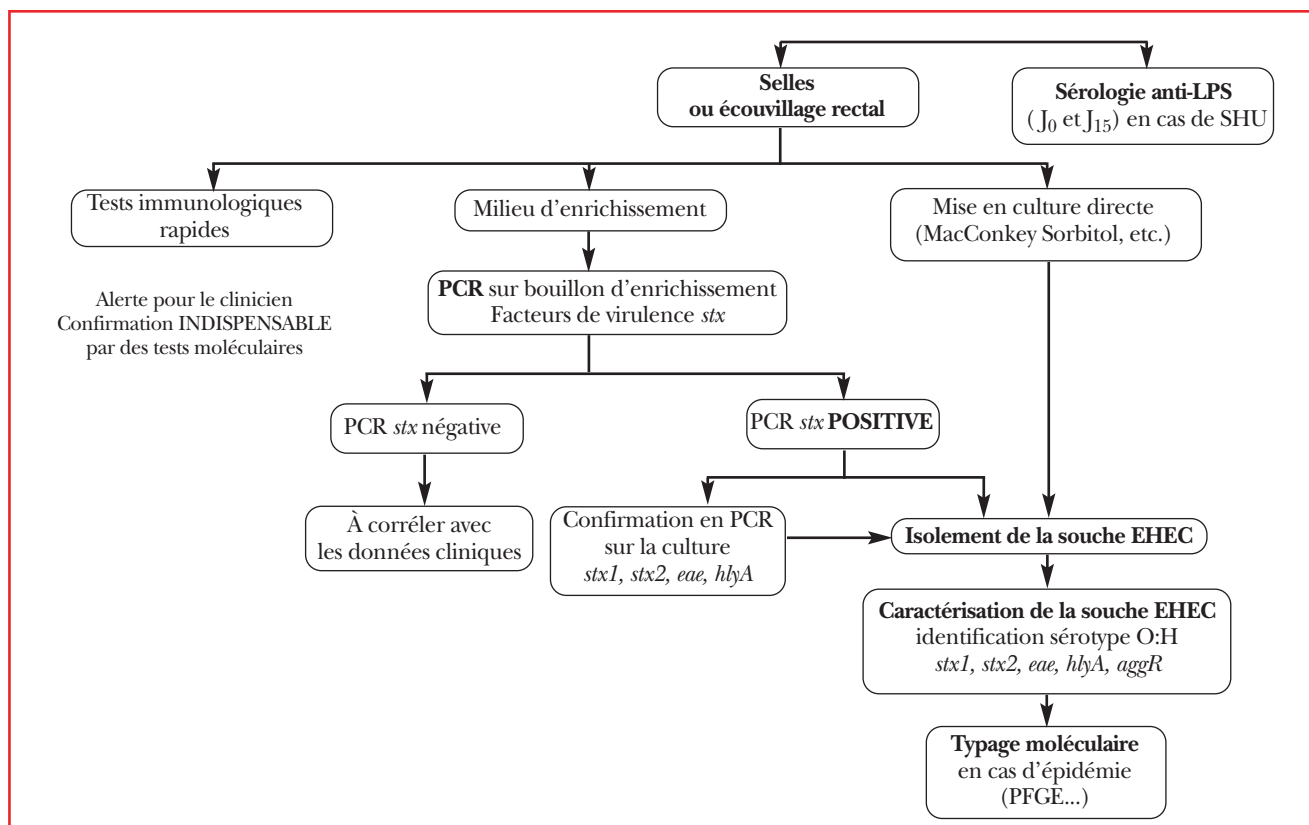 Selles
ou écouvillage rectal
Sérologie anti-LPS
( J0 et J15) en cas de SHU
Tests immunologiques
rapides
Milieu d'enrichissement
Mise en culture directe
(MacConkey Sorbitol, etc.)
Alerte pour le clinicien
Confirmation INDISPENSABLE
par des tests moléculaires
PCR sur bouillon d'enrichissement
Facteurs de virulence stx
PCR stx négative
PCR stx POSITIVE
À corréler avec
les données cliniques
Confirmation en PCR
sur la culture
stx1, stx2, eae, hlyA
Isolement de la souche EHEC
Caractérisation de la souche EHEC
identification sérotype O:H
stx1, stx2, eae, hlyA, aggR
Typage moléculaire
en cas d'épidémie
(PFGE...)